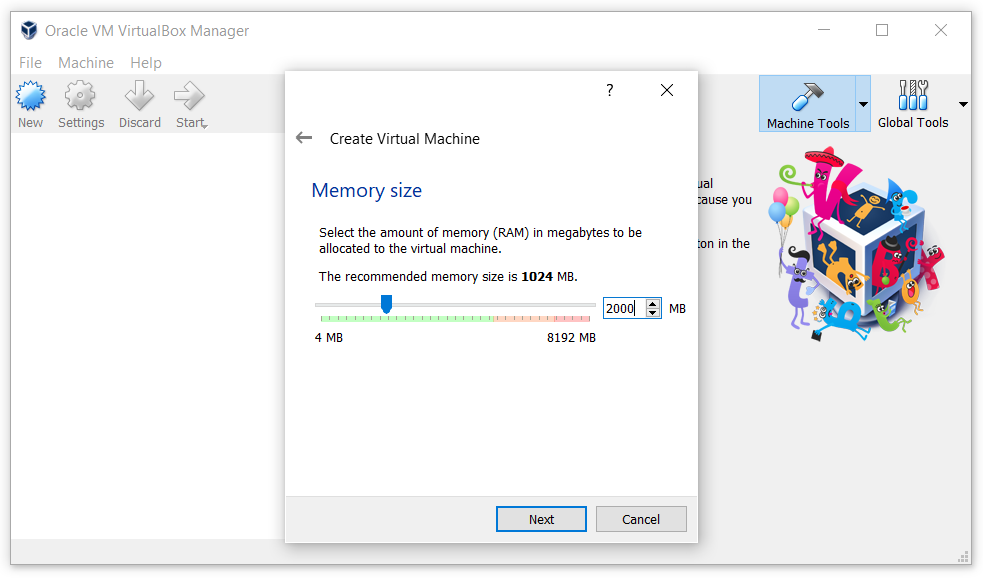 Oracle VM VirtualBox Manager
File Machine Help
New Settings Discard Start
Machine Tools Global Tools
?
Create Virtual Machine
Memory size
Select the amount of memory (RAM) in megabytes to be
allocated to the virtual machine.
The recommended memory size is 1024 MB.
2000 MB
4 MB 8192 MB
Next Cancel
ual
cause you
ton in the